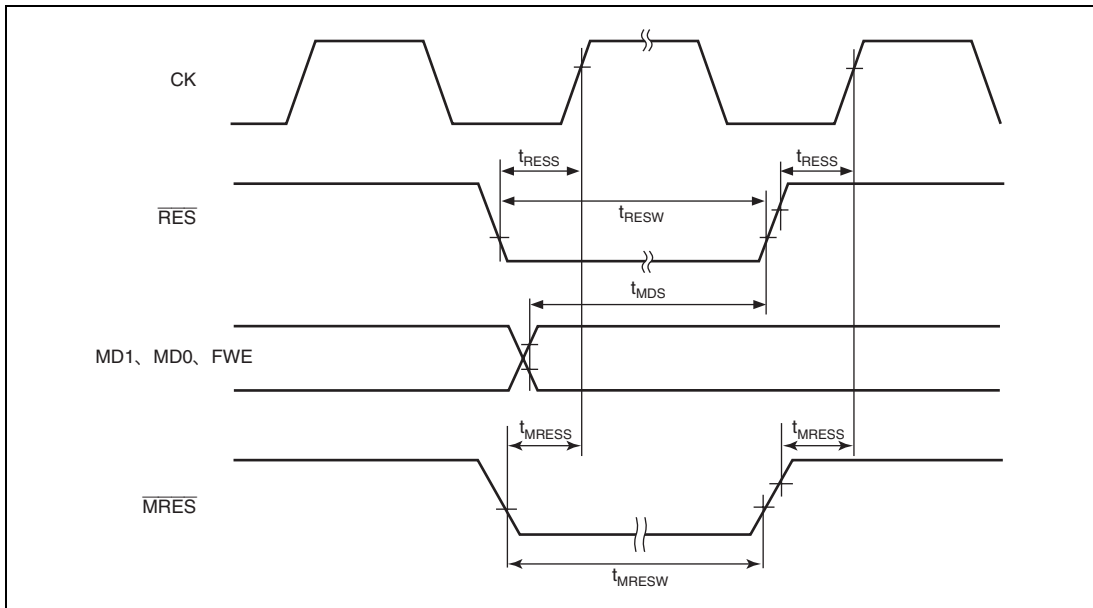 CK
tRESS
tRESS
RES
tRESW
tMDS
MD1、MD0、FWE
tMRESS
tMRESS
MRES
tMRESW